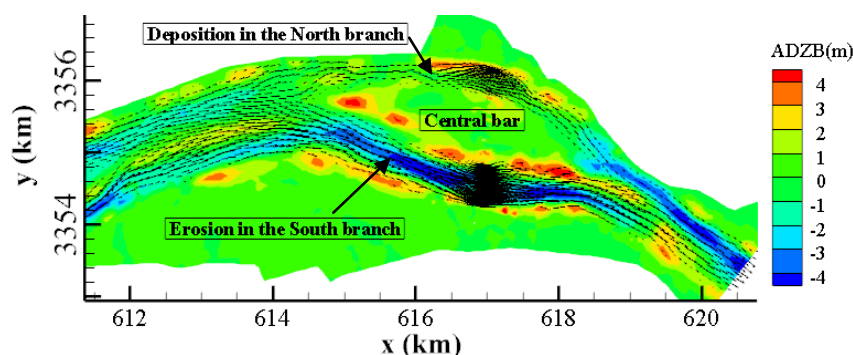 Deposition in the North branch
ADZB(m)
3356
4
3
Central bar
2
1
y (km)
0
-1
-2
3354
Erosion in the South branch
-3
-4
612
614
616
618
620
x (km)